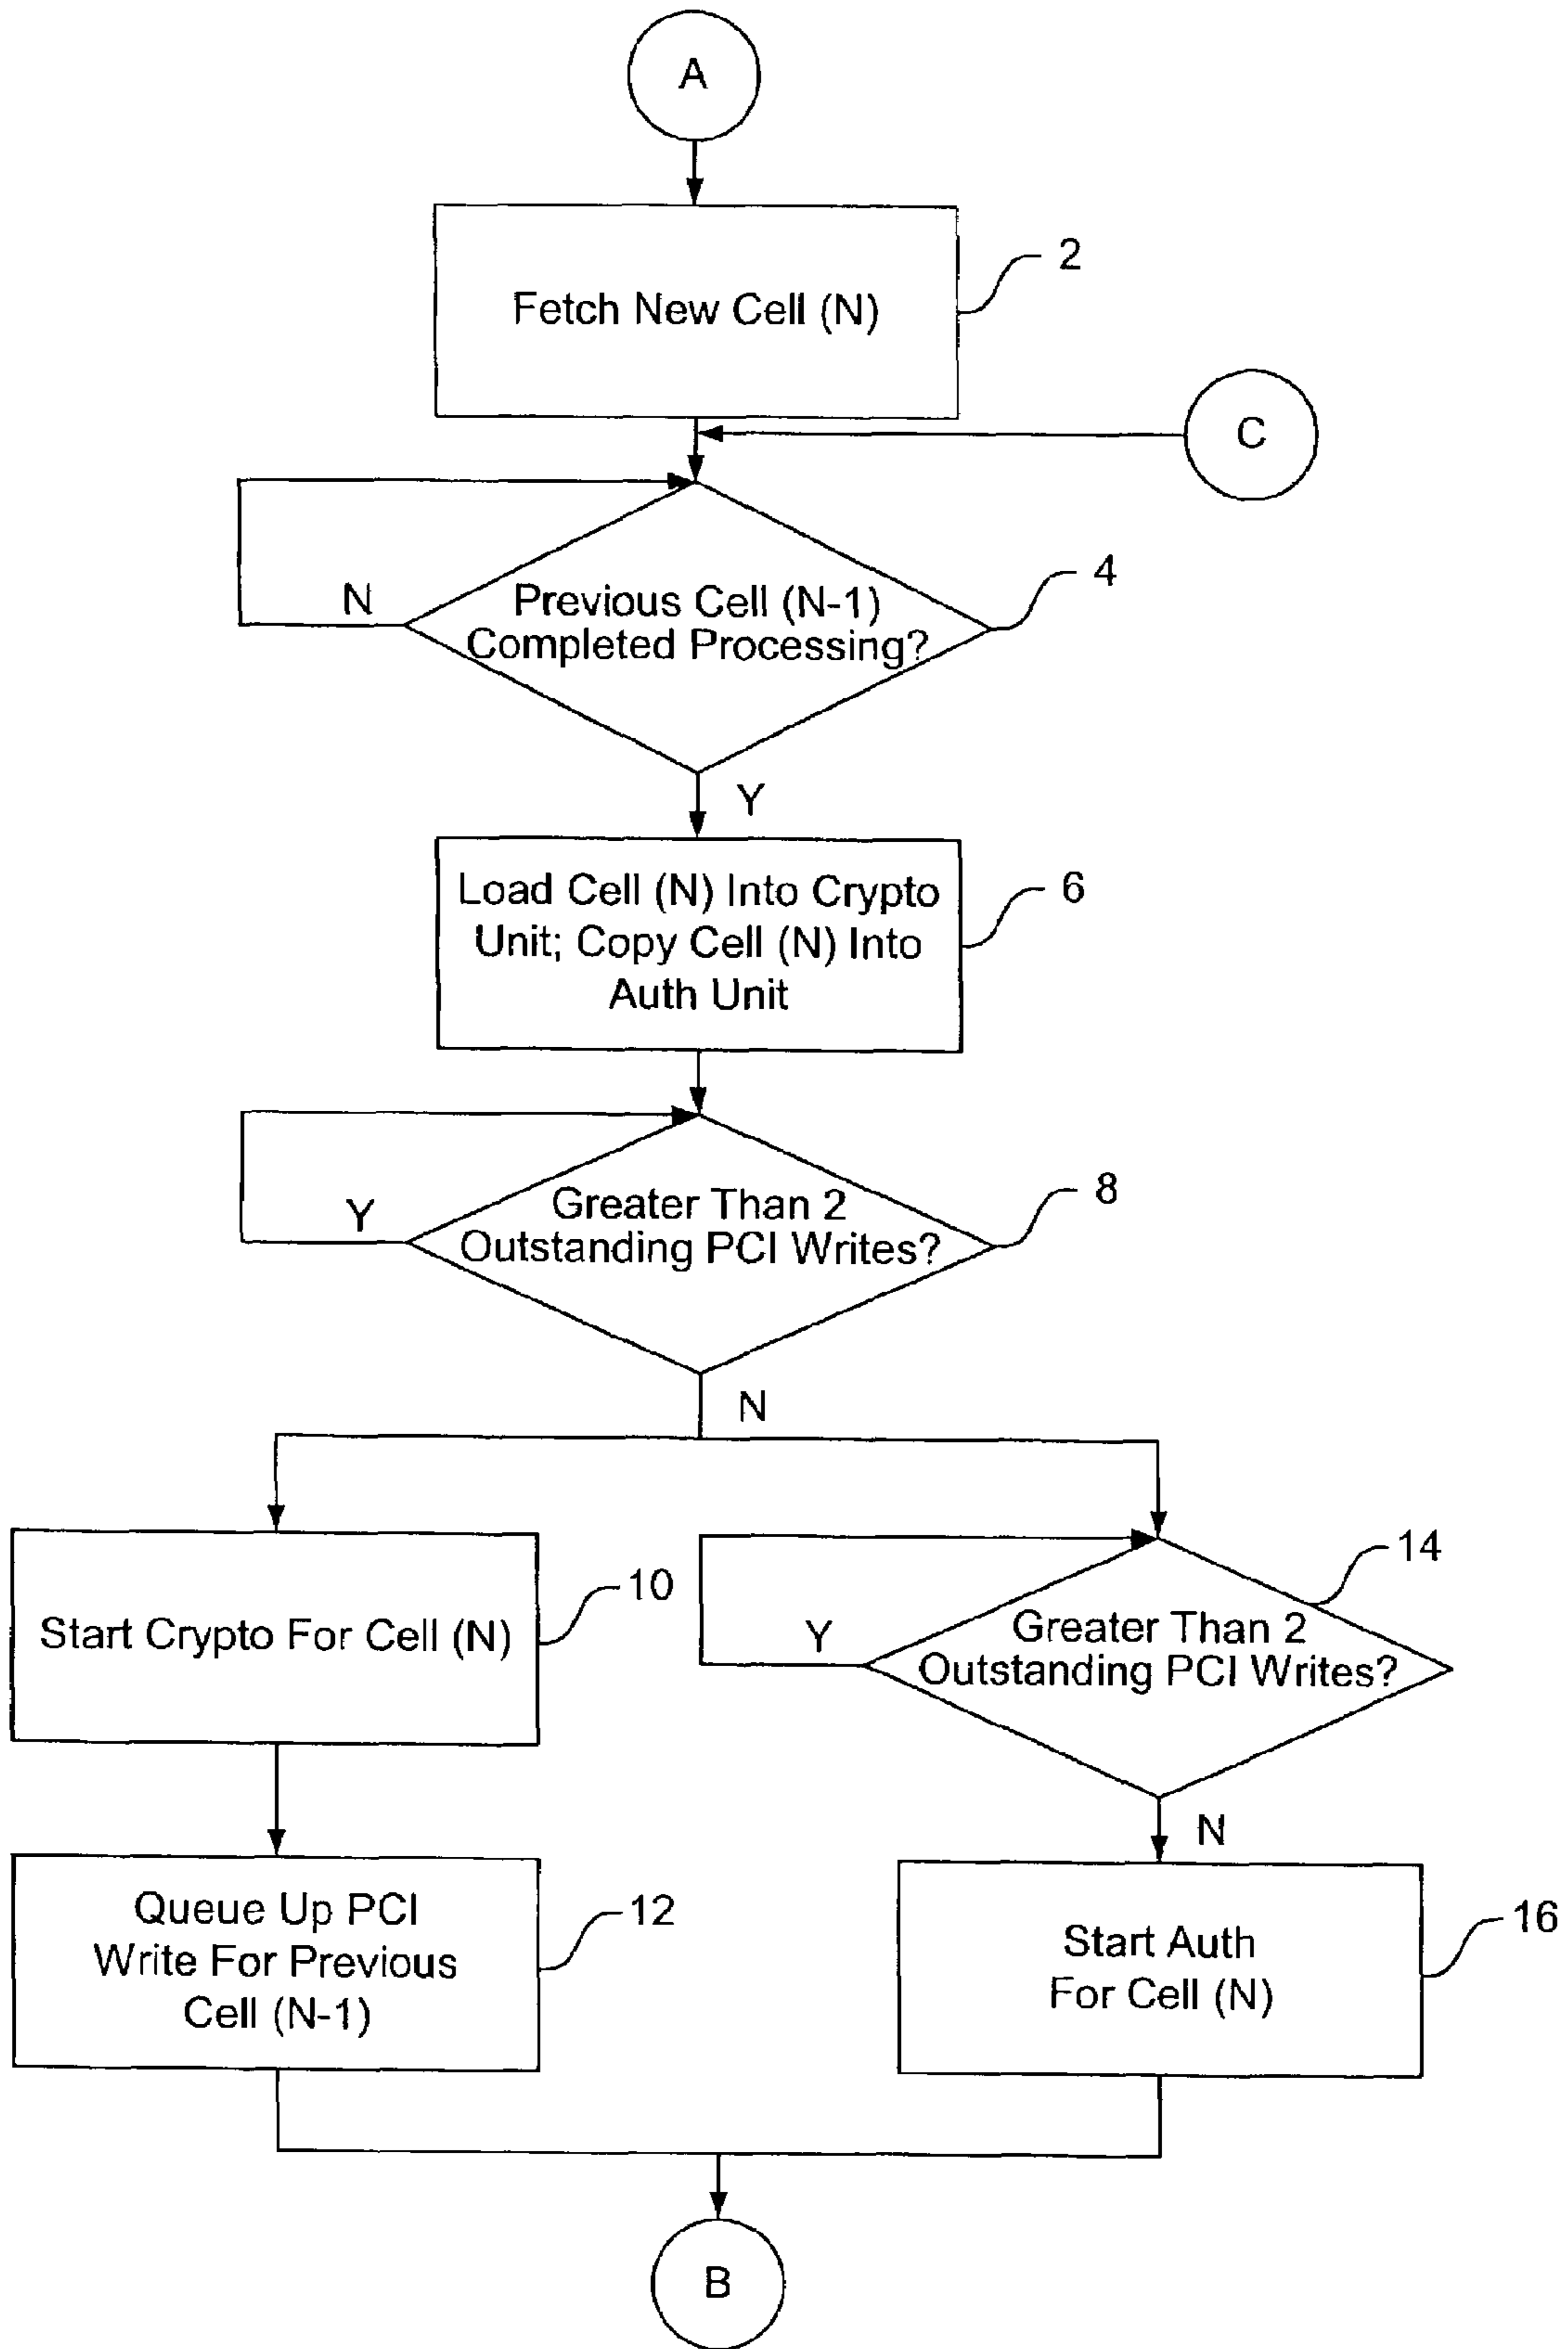 A
Fetch New Cell (N)
2
C
Previous Cell (N-1)
Completed Processing?
4
N
Y
Load Cell (N) Into Crypto
Unit; Copy Cell (N) Into
Auth Unit
6
Greater Than 2
Outstanding PCI Writes?
8
Y
N
Start Crypto For Cell (N)
10
Greater Than 2
Outstanding PCI Writes?
14
Y
N
Queue Up PCI
Write For Previous
Cell (N-1)
12
Start Auth
For Cell (N)
16
B